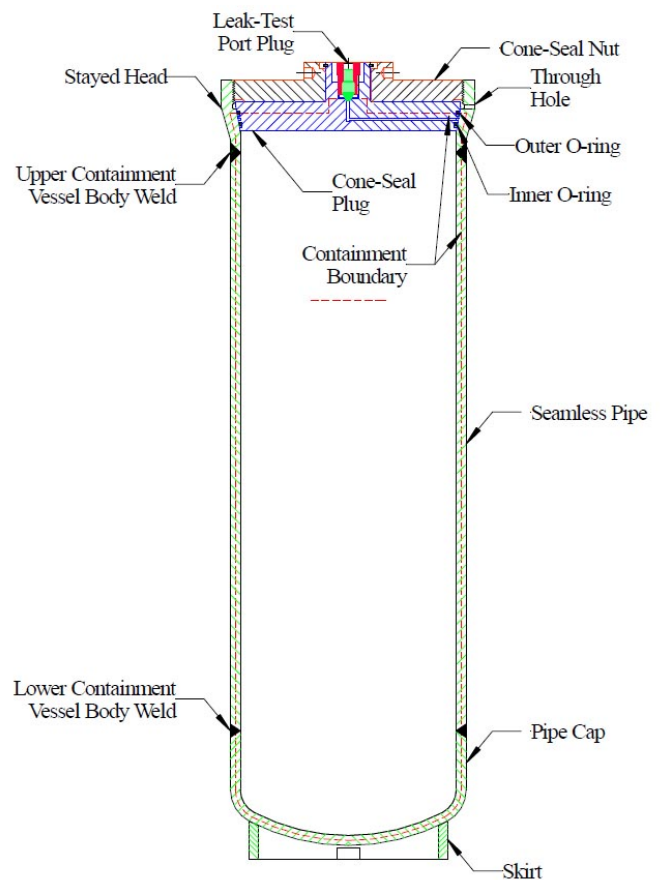 Leak-Test
Port Plug
Cone-Seal Nut
Stayed Head
Through
Hole
Outer O-ring
Upper Containment
Vessel Body Weld
Cone-Seal
Plug
Inner O-ring
Containment
Boundary
Seamless Pipe
Lower Containment
Vessel Body Weld
Pipe Cap
Skirt